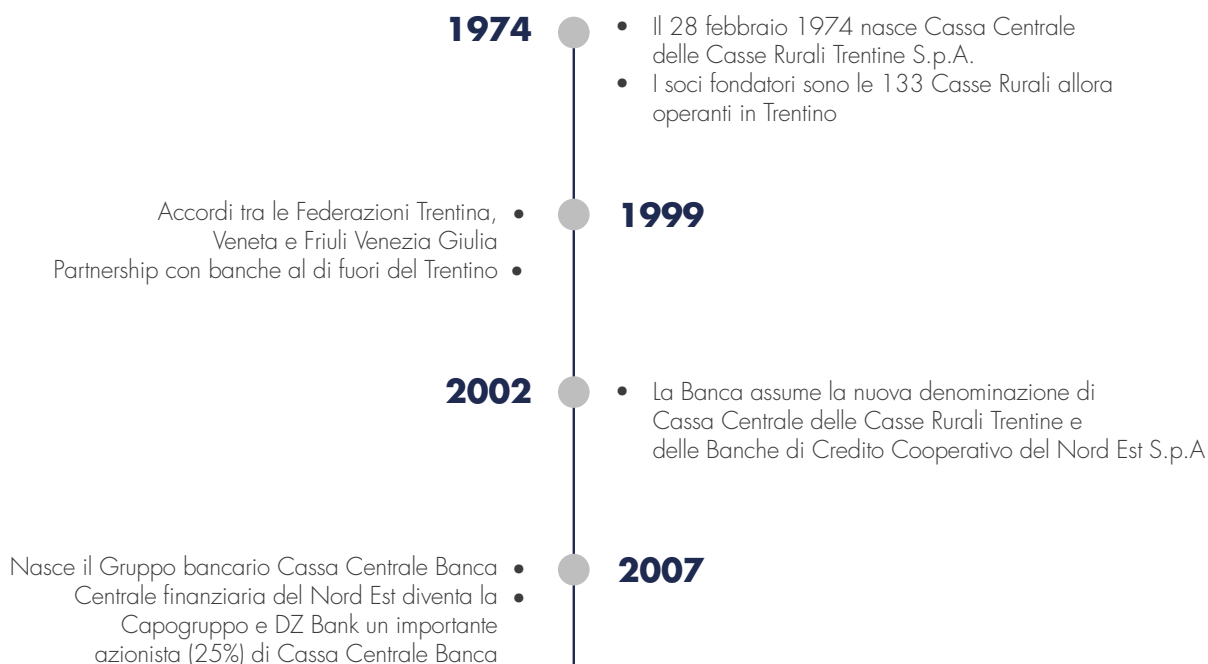 1974
• Il 28 febbraio 1974 nasce Cassa Centrale
delle Casse Rurali Trentine S.p.A.
• I soci fondatori sono le 133 Casse Rurali allora
operanti in Trentino
1999
Accordi tra le Federazioni Trentina, •
Veneta e Friuli Venezia Giulia
Partnership con banche al di fuori del Trentino •
2002
• La Banca assume la nuova denominazione di
Cassa Centrale delle Casse Rurali Trentine e
delle Banche di Credito Cooperativo del Nord Est S.p.A
2007
Nasce il Gruppo bancario Cassa Centrale Banca •
Centrale finanziaria del Nord Est diventa la •
Capogruppo e DZ Bank un importante
azionista (25%) di Cassa Centrale Banca